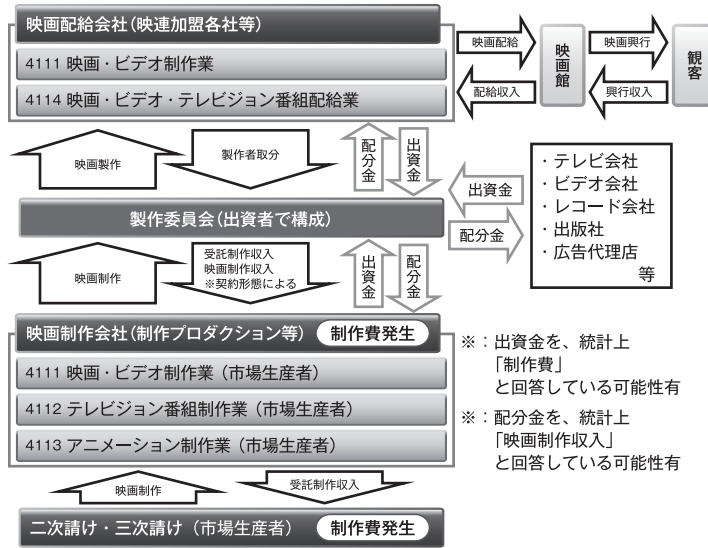 映画配給会社(映連加盟各社等)
4111 映画・ビデオ制作業
4114 映画・ビデオ・テレビジョン番組配給業
映画配給
配給収入
映画館
映画興行
興行収入
観客
映画製作
製作者取分
配分金
出資金
出資金
配分金
・テレビ会社
・ビデオ会社
・レコード会社
・出版社
・広告代理店
等
製作委員会(出資者で構成)
映画制作
受託制作収入
映画制作収入
※契約形態による
出資金
配分金
映画制作会社(制作プロダクション等)
制作費発生
4111 映画・ビデオ制作業(市場生産者)
4112 テレビジョン番組制作業(市場生産者)
4113 アニメーション制作業(市場生産者)
※:出資金を、統計上
「制作費」
と回答している可能性有
※:配分金を、統計上
「映画制作収入」
と回答している可能性有
映画制作
受託制作収入
二次請け・三次請け(市場生産者)
制作費発生